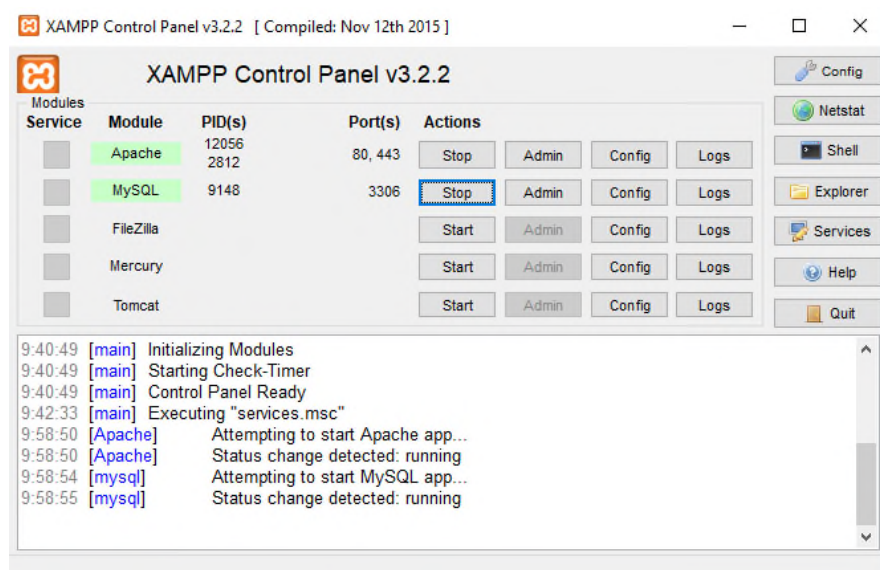 XAMPP Control Panel v3.2.2 [ Compiled: Nov 12th 2015 ]
XAMPP Control Panel v3.2.2
Config
Modules
Service Module PID(s) Port(s) Actions
Netstat
Apache 12056 2812 80, 443 Stop Admin Config Logs
Shell
MySQL 9148 3306 Stop Admin Config Logs
Explorer
FileZilla Start Admin Config Logs
Services
Mercury Start Admin Config Logs
Help
Tomcat Start Admin Config Logs
Quit
9:40:49 [main] Initializing Modules
9:40:49 [main] Starting Check-Timer
9:40:49 [main] Control Panel Ready
9:42:33 [main] Executing "services.msc"
9:58:50 [Apache] Attempting to start Apache app...
9:58:50 [Apache] Status change detected: running
9:58:54 [mysql] Attempting to start MySQL app...
9:58:55 [mysql] Status change detected: running